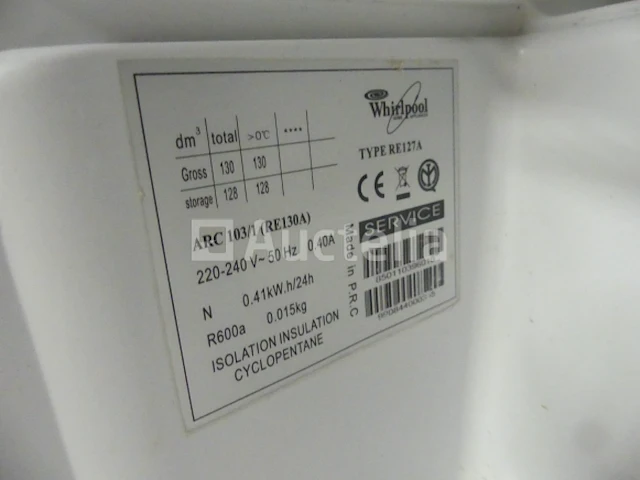 Whirlpool
TYPE RE127A
dm³ total >0°C ****
Gross 130 130
storage 128 128
ARC 103/1 (RE130A)
220-240 V~ 50 Hz 0.40A
N 0.41kW.h/24h
R600a 0.015kg
ISOLATION INSULATION
CYCLOPENTANE
CE
SERVICE
Made in P.R.C
Auctelia